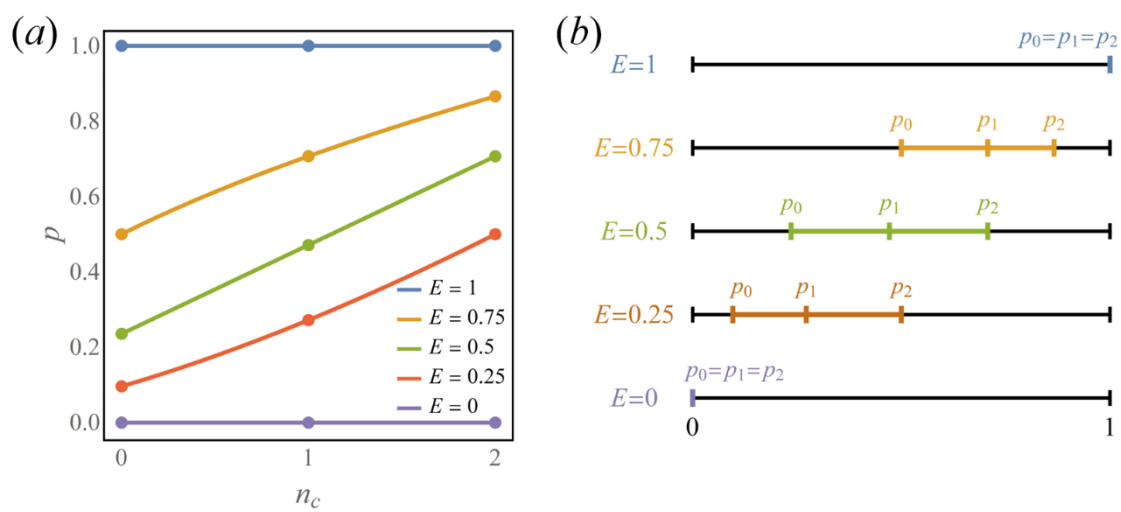 (a)
1.0
0.8
0.6
0.4
0.2
0.0
p
0
1
2
n_c
E = 1
E = 0.75
E = 0.5
E = 0.25
E = 0
(b)
p₀=p₁=p₂
E=1
p₀ p₁ p₂
E=0.75
p₀ p₁ p₂
E=0.5
p₀ p₁ p₂
E=0.25
p₀=p₁=p₂
E=0
0 1